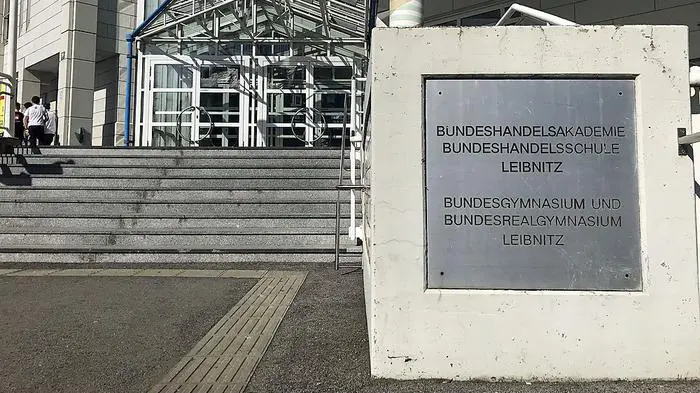 BUNDESHANDELSAKADEMIE
BUNDESHANDELSSCHULE
LEIBNITZ
BUNDESGYMNASIUM UND
BUNDESREALGYMNASIUM
LEIBNITZ